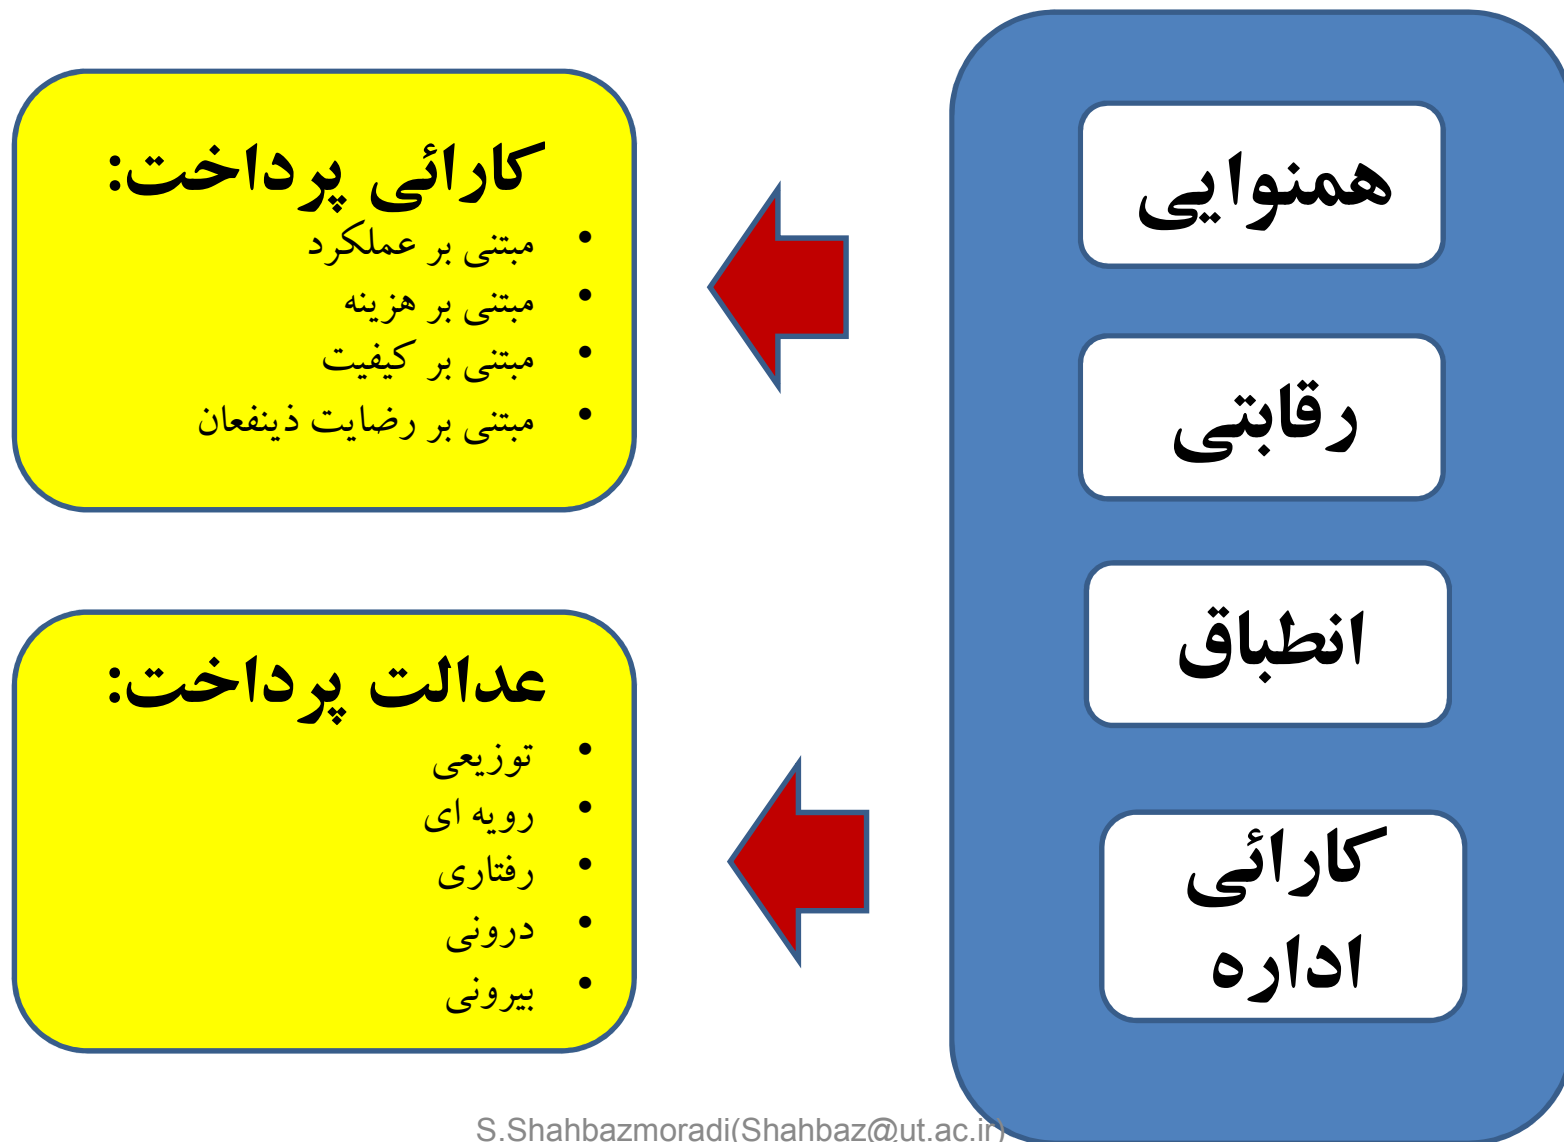 همنوایی
رقابتی
انطباق
کارائی
اداره
کارائی پرداخت:
• مبتنی بر عملکرد
• مبتنی بر هزینه
• مبتنی بر کیفیت
• مبتنی بر رضایت ذینفعان
عدالت پرداخت:
• توزیعی
• رویه ای
• رفتاری
• درونی
• بیرونی
S.Shahbazmoradi(Shahbaz@ut.ac.ir)